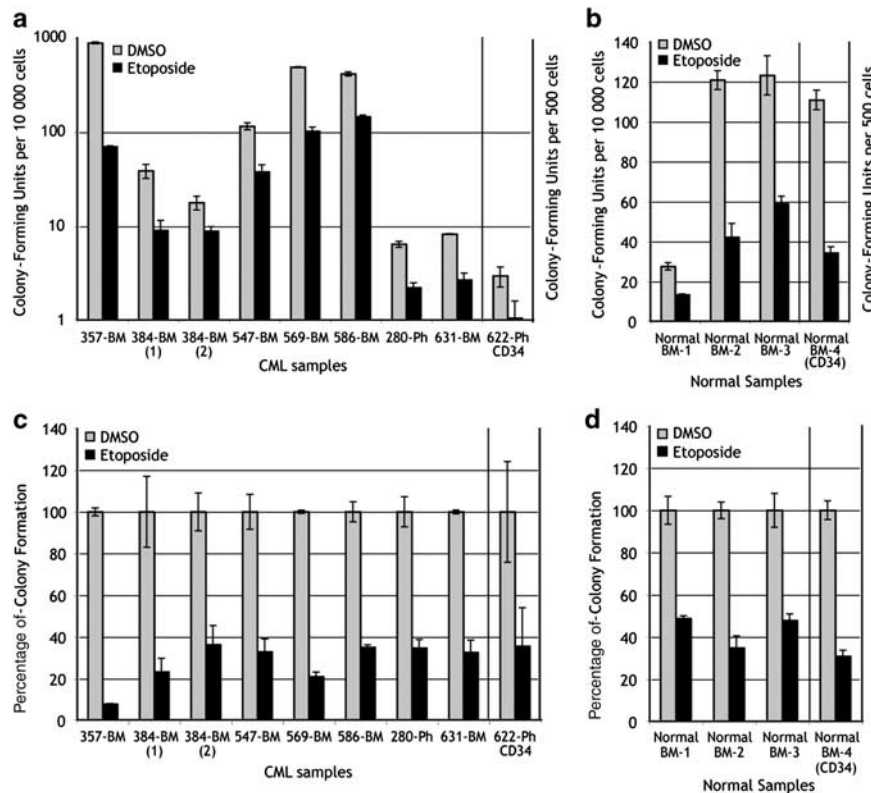 a
1000
100
10
1
Colony-Forming Units per 10 000 cells
DMSO
Etoposide
Colony-Forming Units per 500 cells
357-BM
384-BM
(1)
384-BM
(2)
547-BM
569-BM
586-BM
280-Ph
631-BM
622-Ph
CD34
CML samples
b
140
120
100
80
60
40
20
0
Colony-Forming Units per 10 000 cells
DMSO
Etoposide
Colony-Forming Units per 500 cells
Normal
BM-1
Normal
BM-2
Normal
BM-3
Normal
BM-4
(CD34)
Normal Samples
c
140
120
100
80
60
40
20
0
Percentage of-Colony Formation
DMSO
Etoposide
357-BM
384-BM
(1)
384-BM
(2)
547-BM
569-BM
586-BM
280-Ph
631-BM
622-Ph
CD34
CML samples
d
140
120
100
80
60
40
20
0
Percentage of-Colony Formation
DMSO
Etoposide
Normal
BM-1
Normal
BM-2
Normal
BM-3
Normal
BM-4
(CD34)
Normal Samples